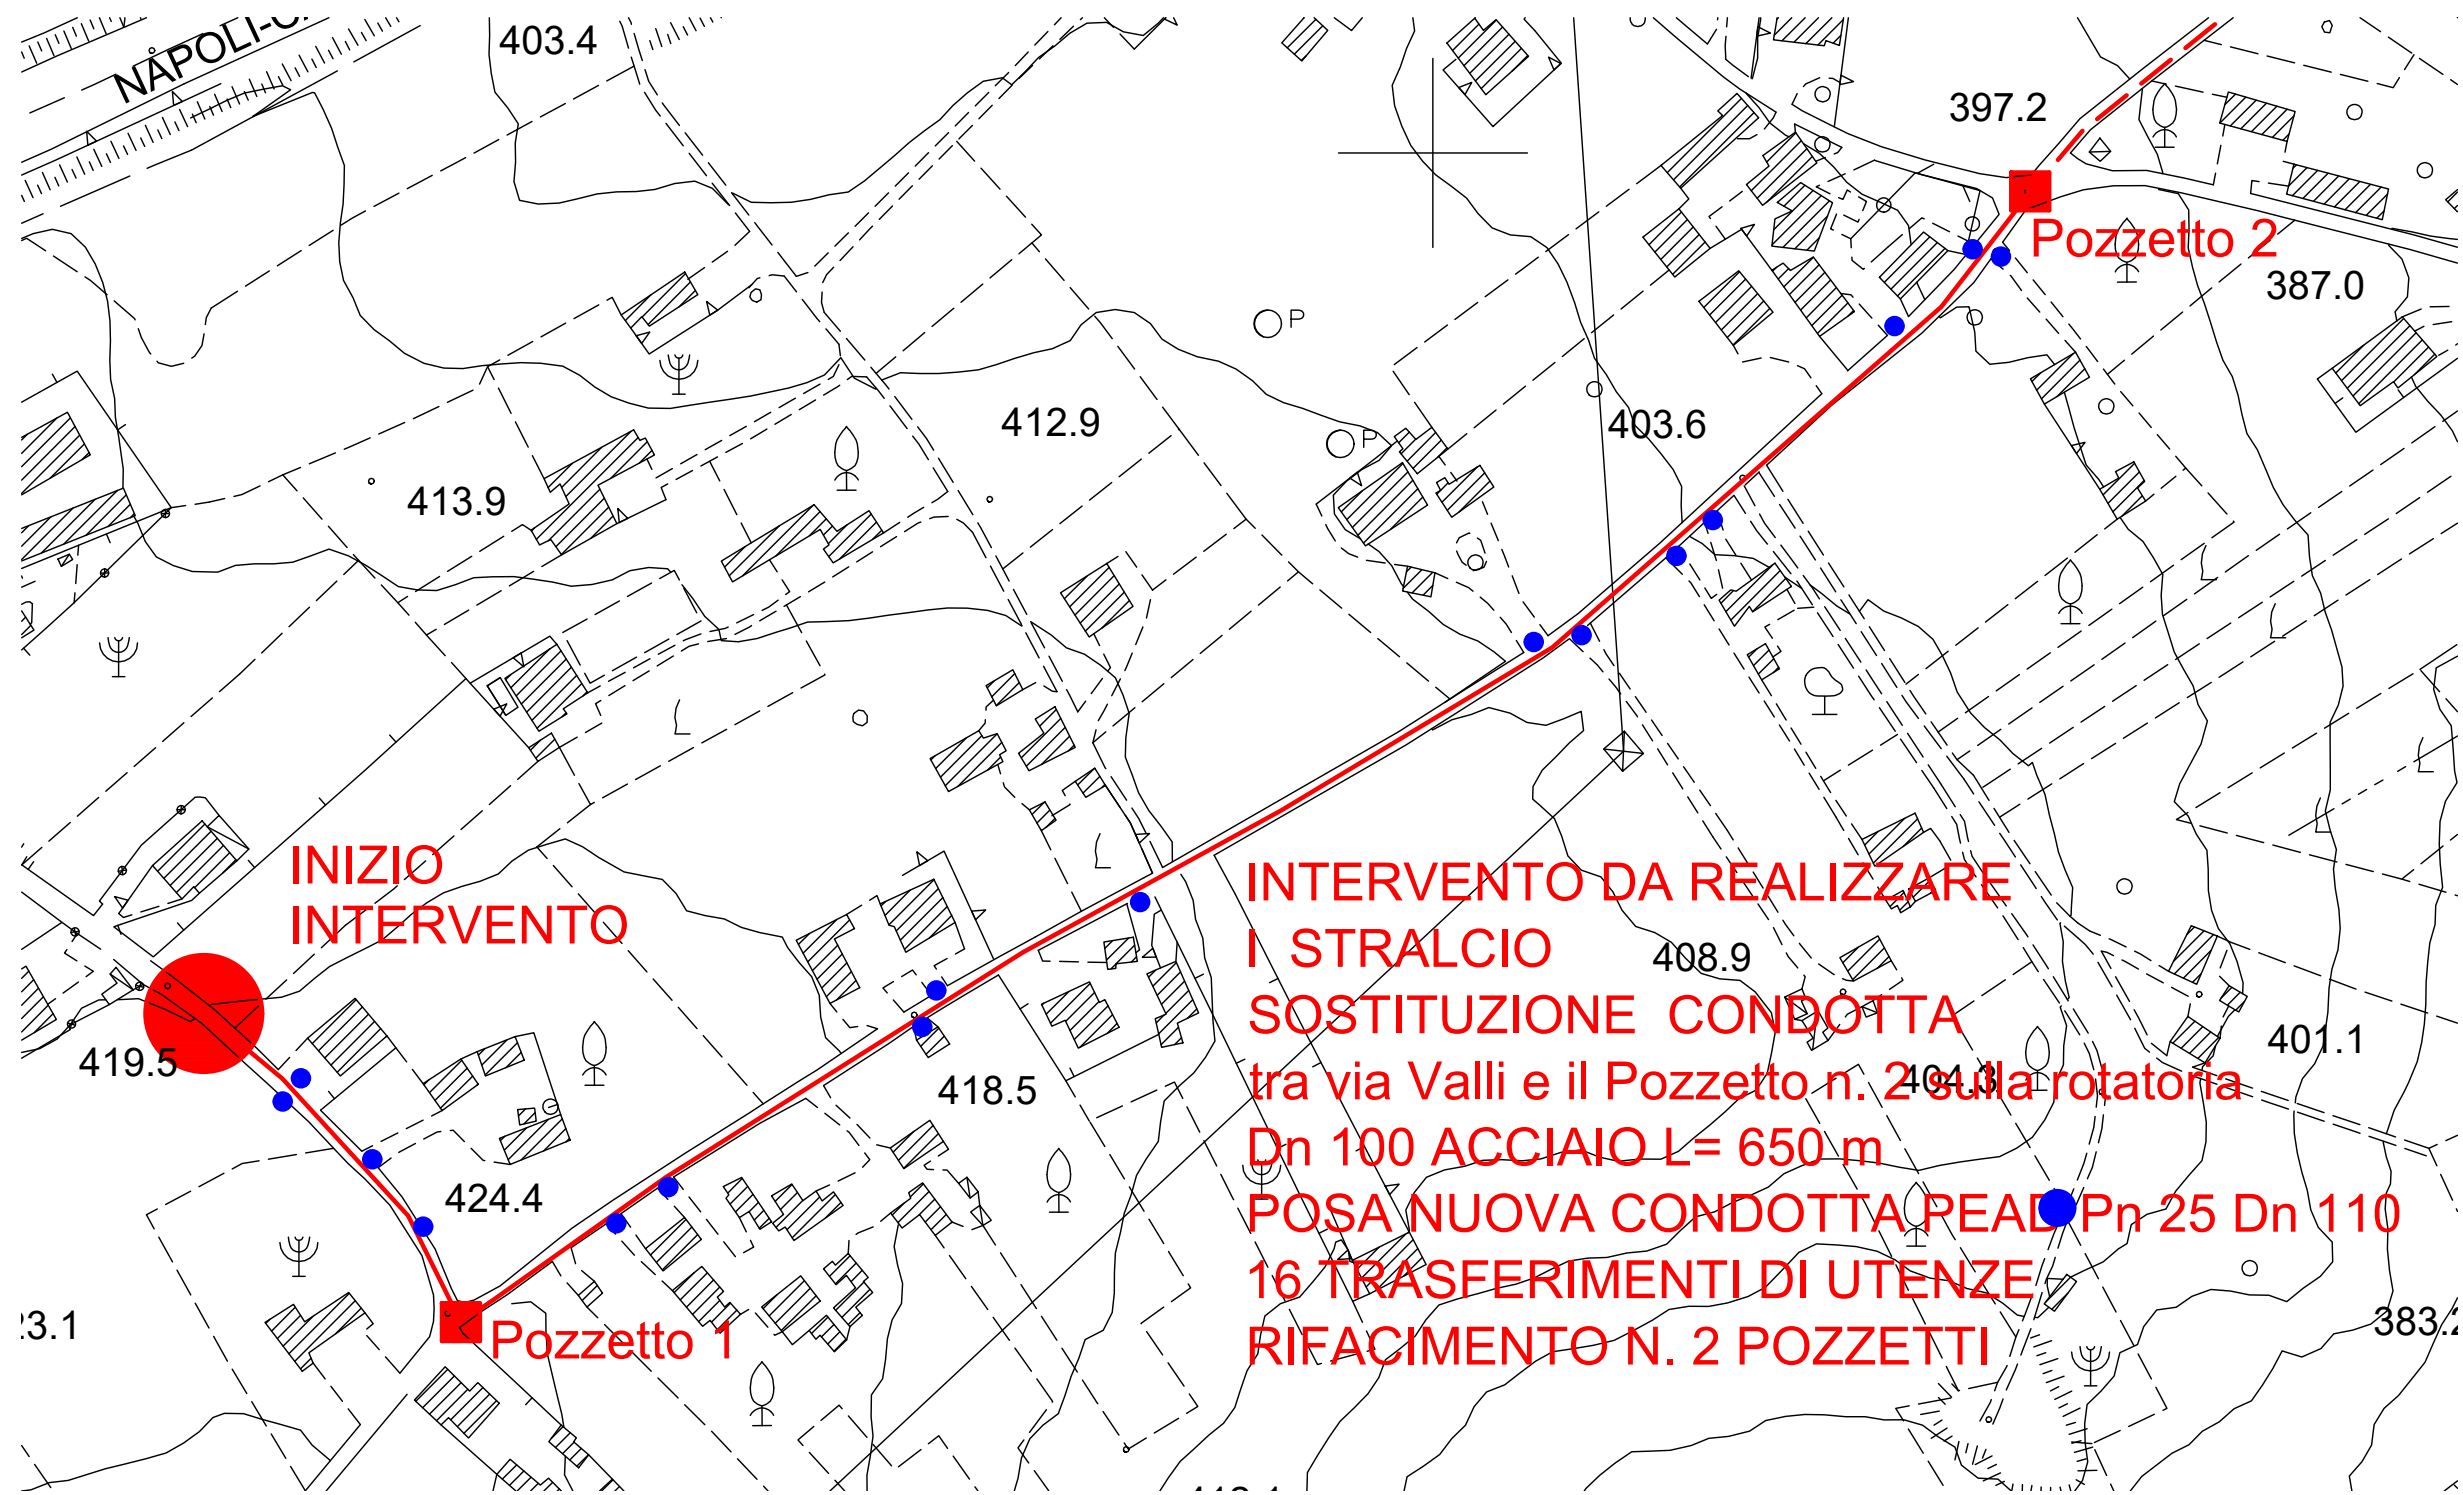 403.4
397.2
Pozzetto 2
387.0
P
P
412.9
403.6
413.9
INIZIO
INTERVENTO
419.5
424.4
418.5
Pozzetto 1
INTERVENTO DA REALIZZARE
I STRALCIO
408.9
SOSTITUZIONE CONDOTTA
401.1
tra via Valli e il Pozzetto n. 2 sulla rotatoria
404.3
Dn 100 ACCIAIO L= 650 m
POSA NUOVA CONDOTTA PEAD Pn 25 Dn 110
16 TRASFERIMENTI DI UTENZE
RIFACIMENTO N. 2 POZZETTI